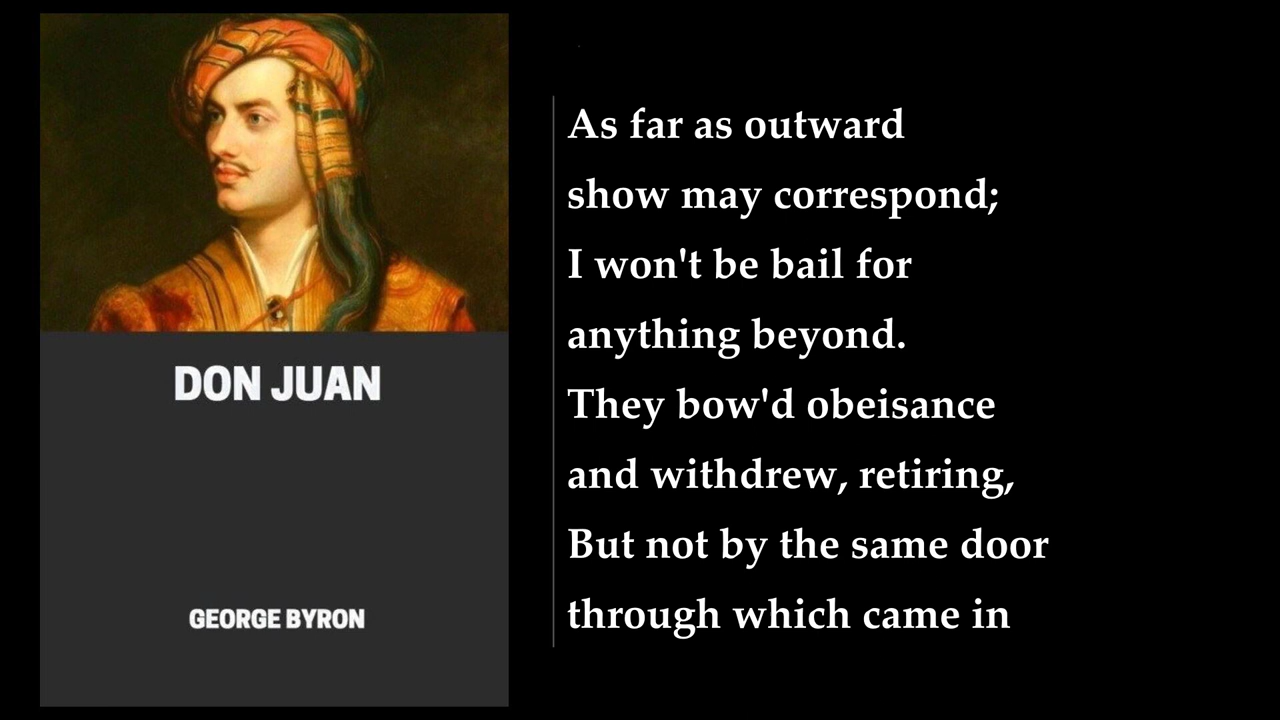 DON JUAN
GEORGE BYRON
As far as outward
show may correspond;
I won't be bail for
anything beyond.
They bow'd obeisance
and withdrew, retiring,
But not by the same door
through which came in